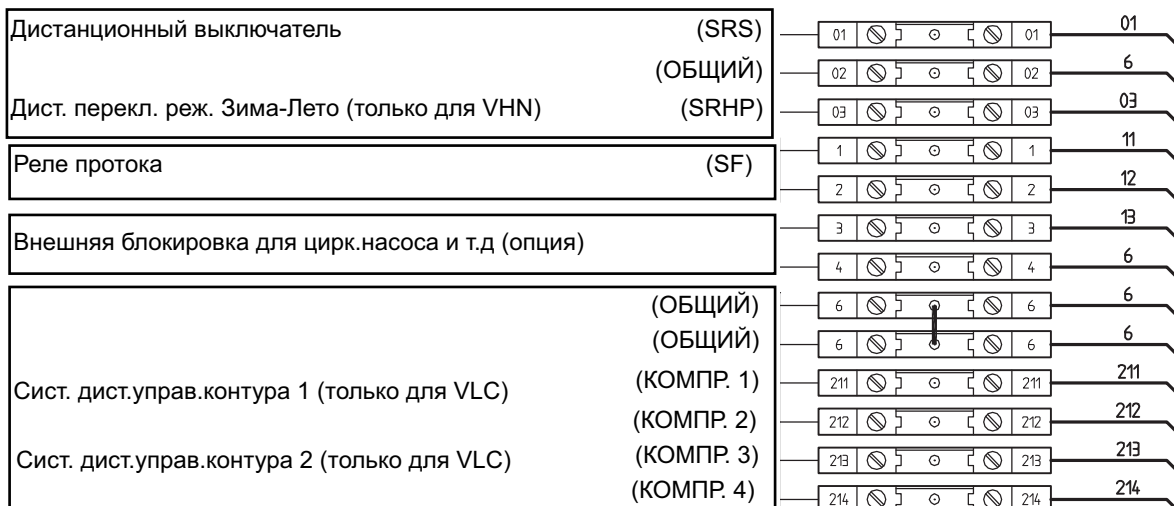 Дистанционный выключатель (SRS) 01 01 01
(ОБЩИЙ) 02 02 6
Дист. перекл. реж. Зима-Лето (только для VHN) (SRHP) 03 03 03
Реле протока (SF) 1 1 11
2 2 12
3 3 13
Внешняя блокировка для цирк.насоса и т.д (опция)
4 4 6
(ОБЩИЙ) 6 6 6
(ОБЩИЙ) 6 6 6
Сист. дист.управ.контура 1 (только для VLC) (КОМПР. 1) 211 211 211
(КОМПР. 2) 212 212 212
Сист. дист.управ.контура 2 (только для VLC) (КОМПР. 3) 213 213 213
(КОМПР. 4) 214 214 214